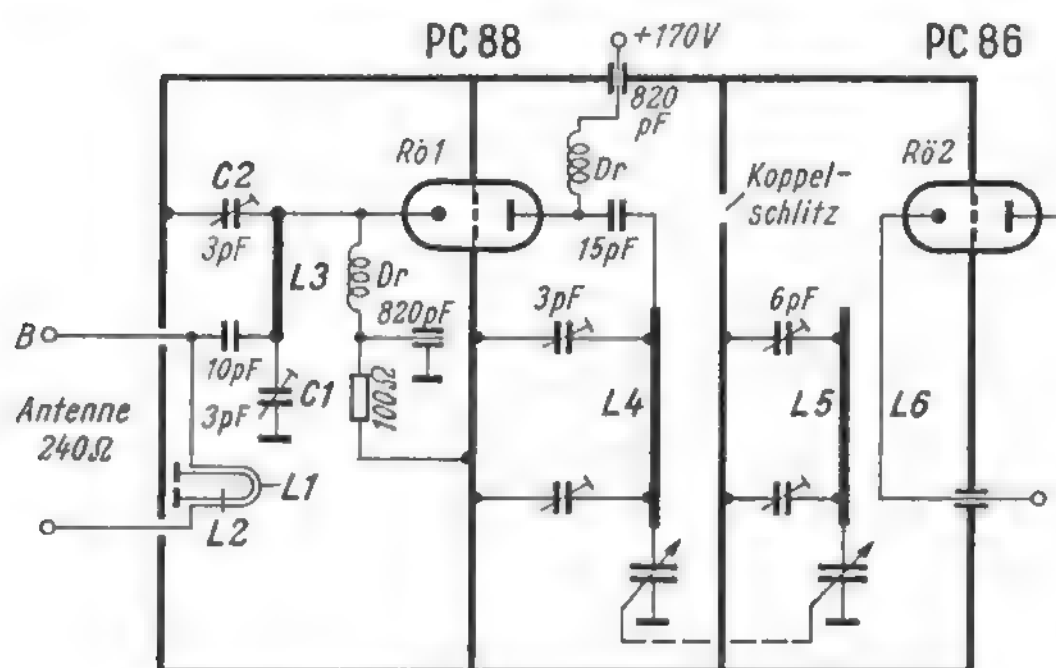 PC 88
+170V
PC 86
820
pF
Rö1
Dr
Koppel-
schlitz
Rö2
C2
3pF
15pF
L3
Dr
820pF
3pF
6pF
B
10pF
C1
3pF
100Ω
L4
L5
L6
Antenne
240Ω
L1
L2